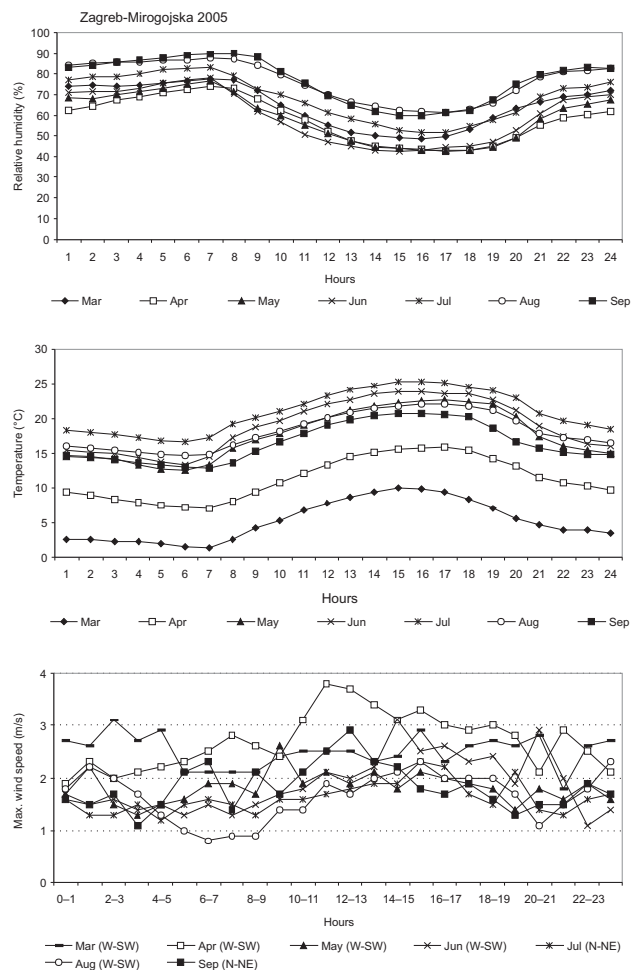 Zagreb-Mirogojska 2005
100
90
80
70
60
50
40
30
20
10
0
Relative humidity (%)
1 2 3 4 5 6 7 8 9 10 11 12 13 14 15 16 17 18 19 20 21 22 23 24
Hours
Mar Apr May Jun Jul Aug Sep
30
25
20
15
10
5
0
Temperature (°C)
1 2 3 4 5 6 7 8 9 10 11 12 13 14 15 16 17 18 19 20 21 22 23 24
Hours
Mar Apr May Jun Jul Aug Sep
4
3
2
1
0
Max. wind speed (m/s)
0–1 2–3 4–5 6–7 8–9 10–11 12–13 14–15 16–17 18–19 20–21 22–23
Hours
Mar (W-SW) Apr (W-SW) May (W-SW) Jun (W-SW) Jul (N-NE)
Aug (W-SW) Sep (N-NE)